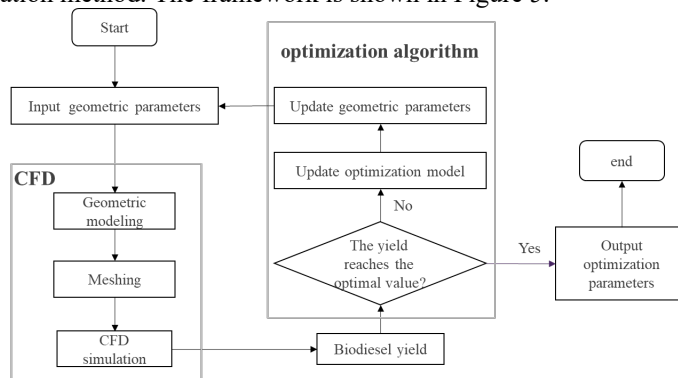 ation method. The framework is shown in Figure 5.
Start
Input geometric parameters
CFD
Geometric
modeling
Meshing
CFD
simulation
Biodiesel yield
optimization algorithm
Update geometric parameters
Update optimization model
No
The yield
reaches the
optimal value?
Yes
Output
optimization
parameters
end